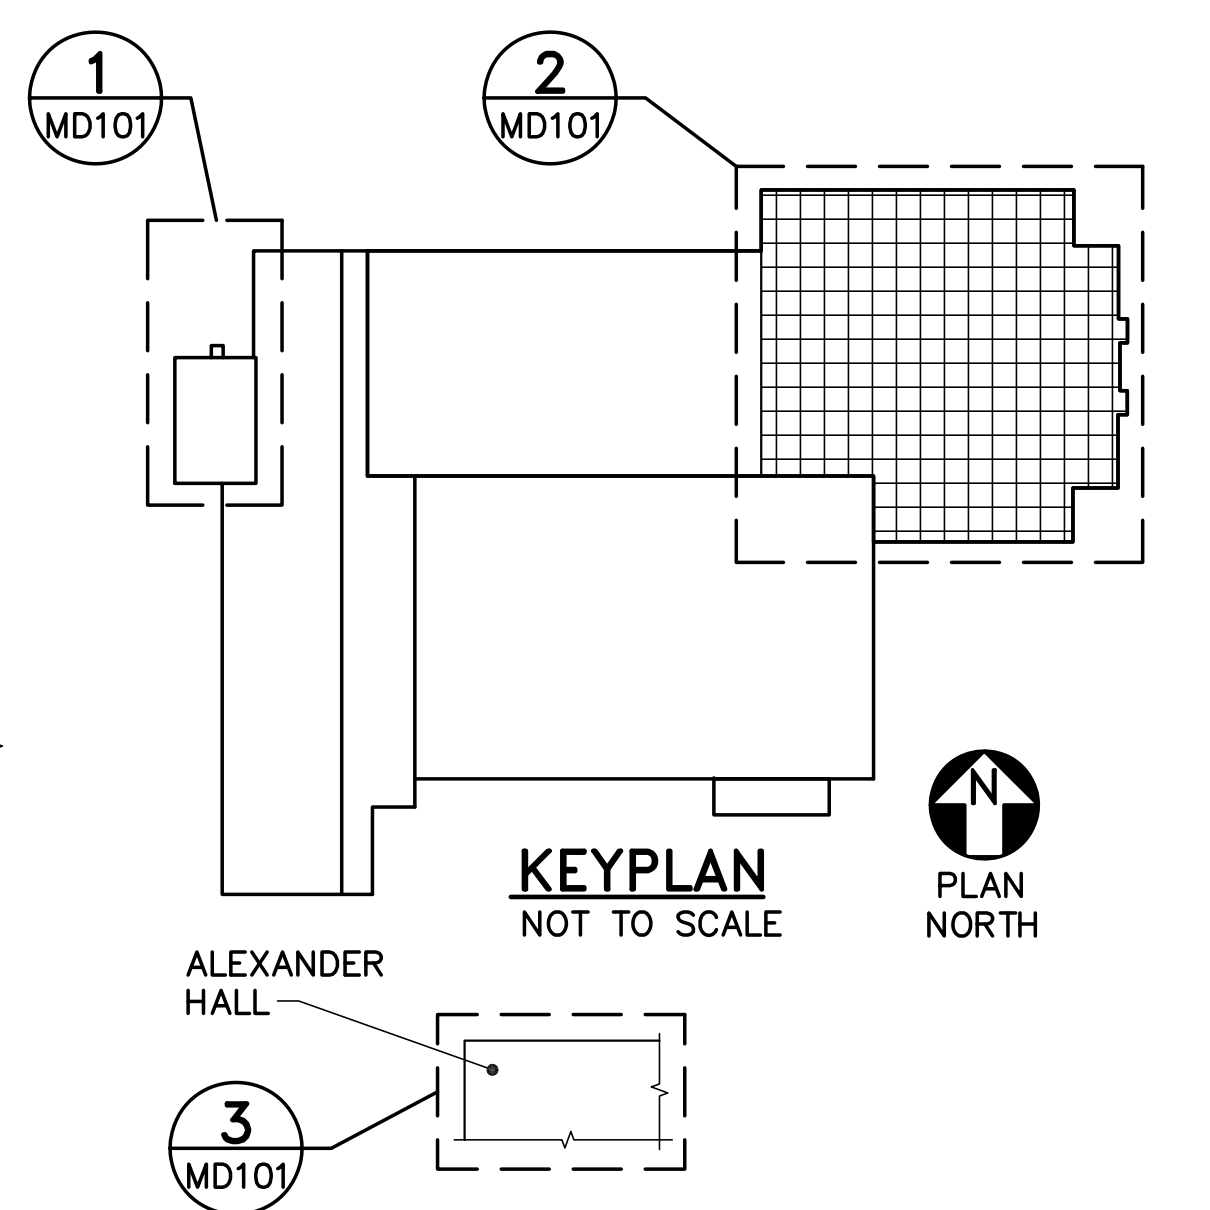 1
MD101
2
MD101
N
PLAN
NORTH
KEYPLAN
NOT TO SCALE
ALEXANDER
HALL
3
MD101